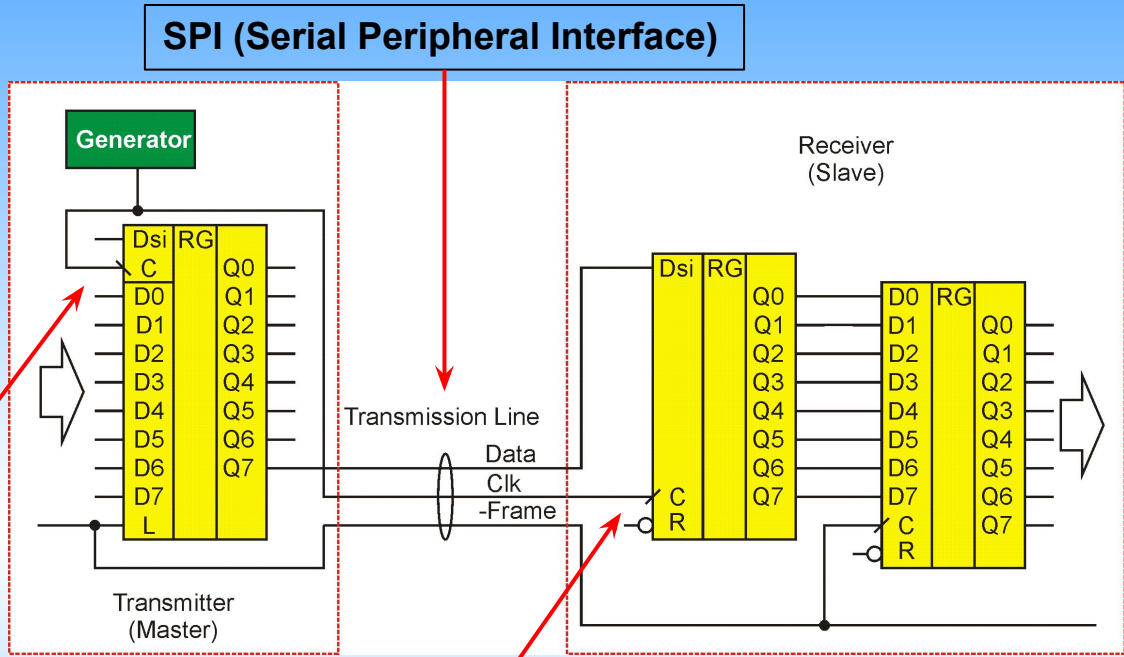 SPI (Serial Peripheral Interface)
Generator
Receiver
(Slave)
Dsi RG
C Q0
D0 Q1
D1 Q2
D2 Q3
D3 Q4
D4 Q5
D5 Q6
D6 Q7
D7
L
Transmitter
(Master)
Transmission Line
Data
Clk
-Frame
Dsi RG
Q0
Q1
Q2
Q3
Q4
Q5
Q6
C Q7
R
D0 RG
D1 Q0
D2 Q1
D3 Q2
D4 Q3
D5 Q4
D6 Q5
D7 Q6
C Q7
R